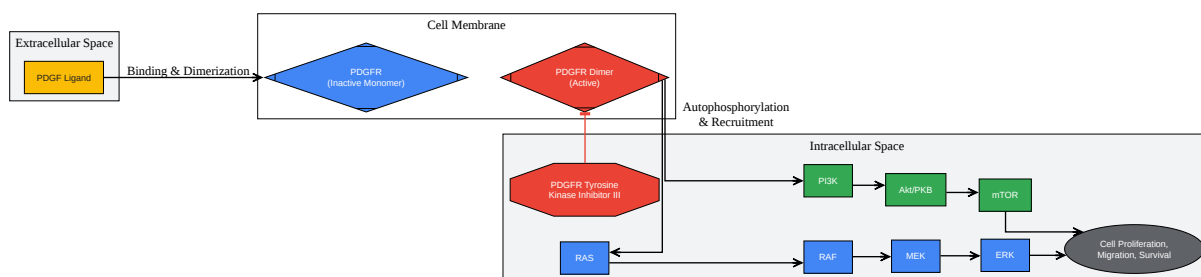 Cell Membrane
Extracellular Space
PDGF Ligand
Binding & Dimerization
PDGFR
(Inactive Monomer)
PDGFR Dimer
(Active)
Autophosphorylation
& Recruitment
Intracellular Space
PDGFR Tyrosine
Kinase Inhibitor III
PI3K
Akt/PKB
mTOR
RAS
RAF
MEK
ERK
Cell Proliferation,
Migration, Survival